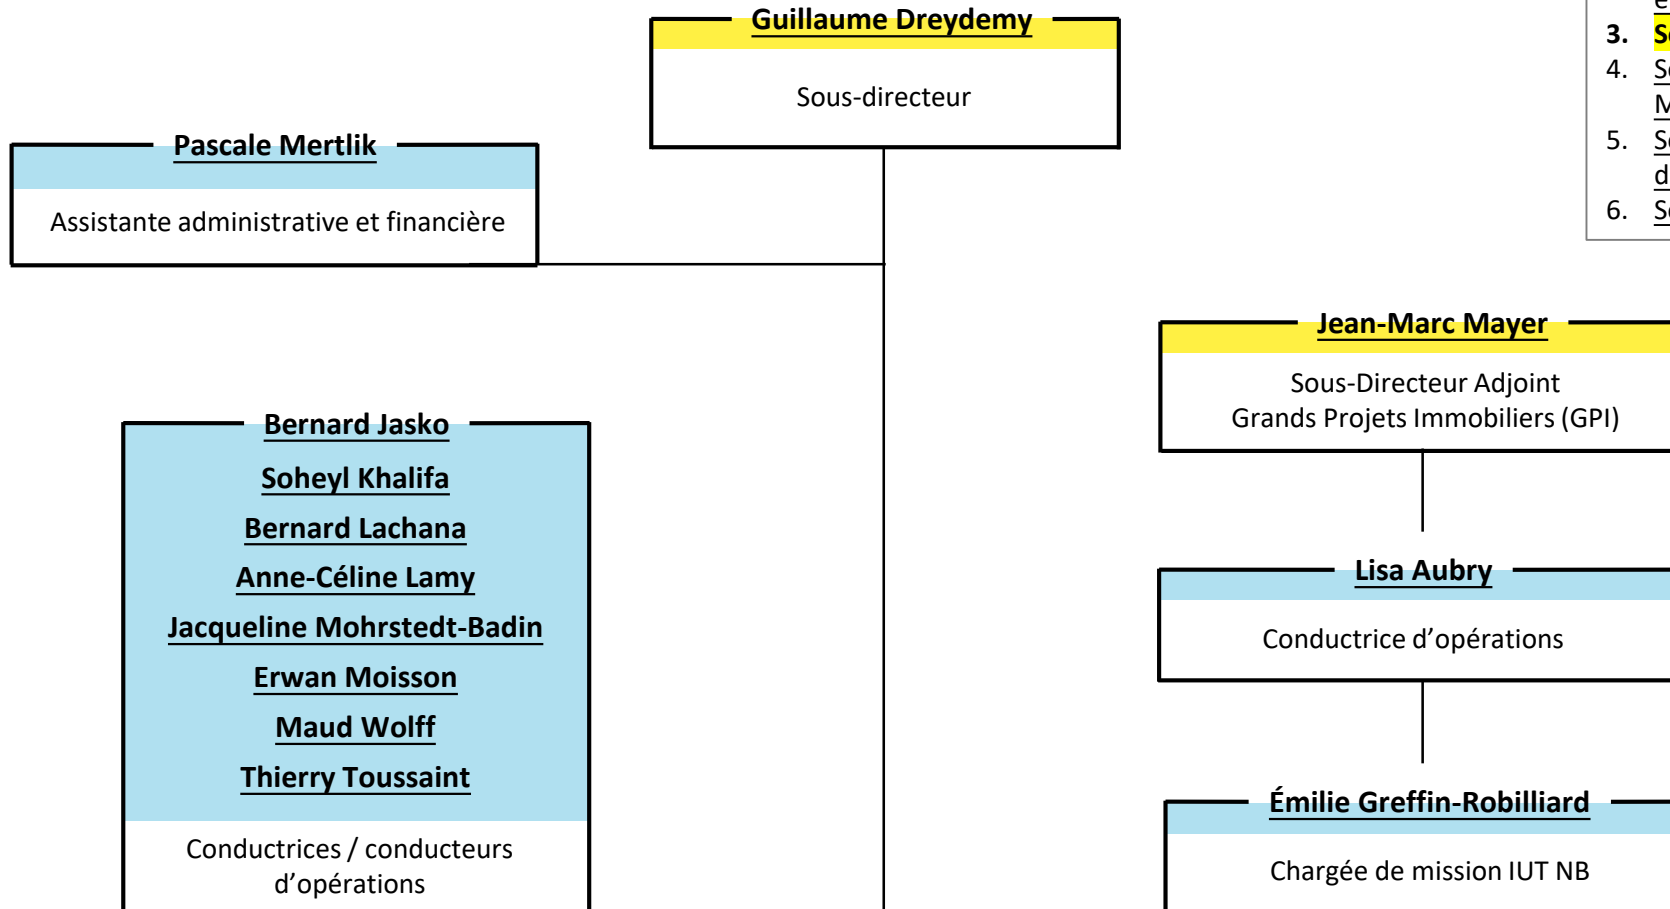 Guillaume Dreydemy
Sous-directeur
3.
4.
5.
6.
Pascale Mertlik
Assistante administrative et financière
Jean-Marc Mayer
Sous-Directeur Adjoint
Grands Projets Immobiliers (GPI)
Bernard Jasko
Soheyl Khalifa
Bernard Lachana
Anne-Céline Lamy
Jacqueline Mohrstedt-Badin
Erwan Moisson
Maud Wolff
Thierry Toussaint
Conductrices / conducteurs
d’opérations
Lisa Aubry
Conductrice d’opérations
Émilie Greffin-Robilliard
Chargée de mission IUT NB